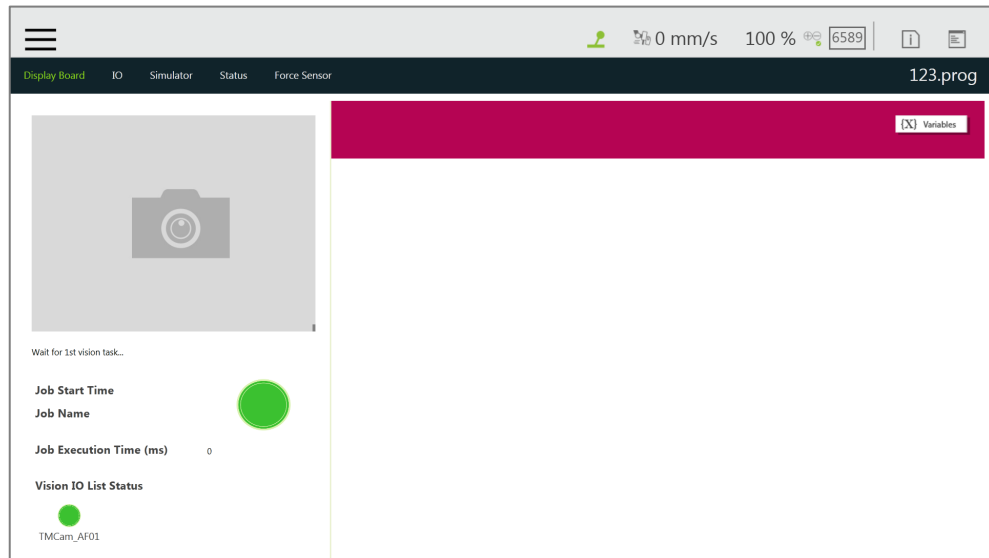 0 mm/s 100 % 6589
Display Board IO Simulator Status Force Sensor 123.prog
{X} Variables
Wait for 1st vision task...
Job Start Time
Job Name
Job Execution Time (ms) 0
Vision IO List Status
TMCam_AF01